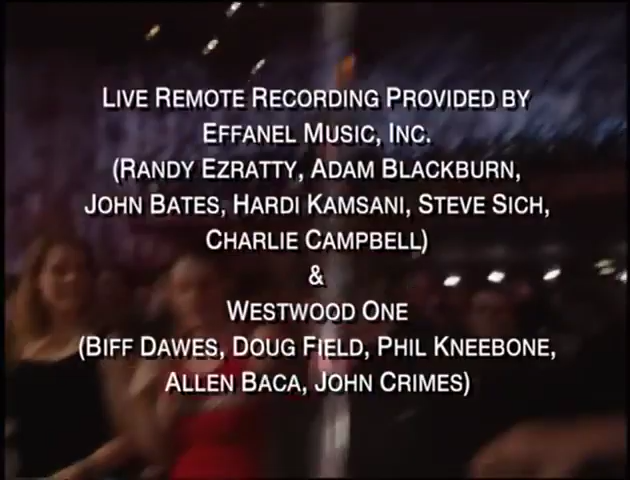 LIVE REMOTE RECORDING PROVIDED BY
EFFANEL MUSIC, INC.
(RANDY EZRATTY, ADAM BLACKBURN,
JOHN BATES, HARDI KAMSANI, STEVE SICH,
CHARLIE CAMPBELL)
&
WESTWOOD ONE
(BIFF DAWES, DOUG FIELD, PHIL KNEEBONE,
ALLEN BACA, JOHN CRIMES)